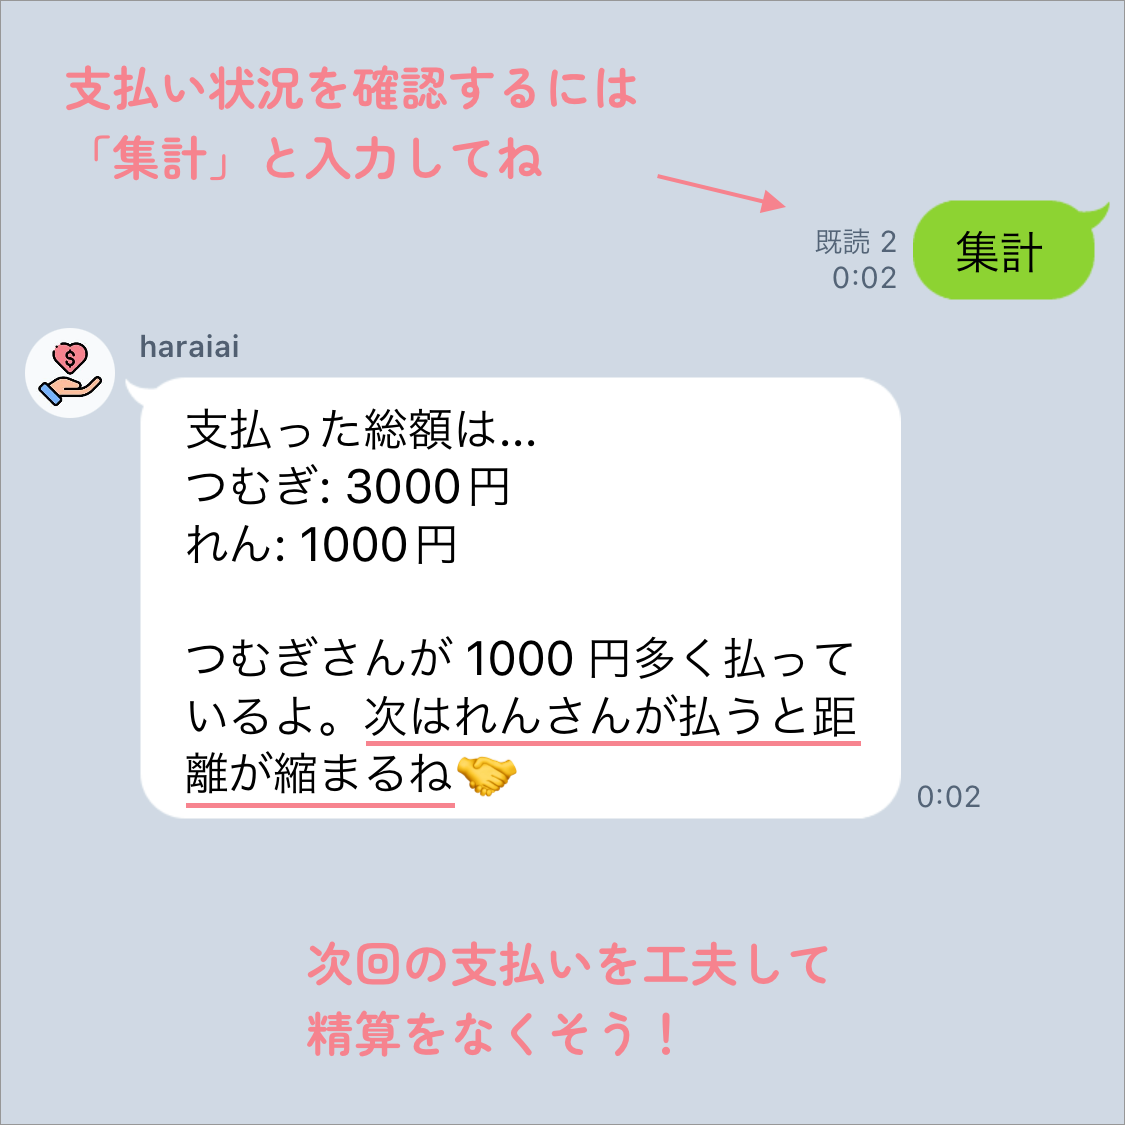 支払い状況を確認するには
「集計」と入力してね
既読 2
0:02
集計
haraiai
支払った総額は...
つむぎ: 3000円
れん: 1000円
つむぎさんが 1000 円多く払って
いるよ。次はれんさんが払うと距
離が縮まるね🤝
0:02
次回の支払いを工夫して
精算をなくそう！